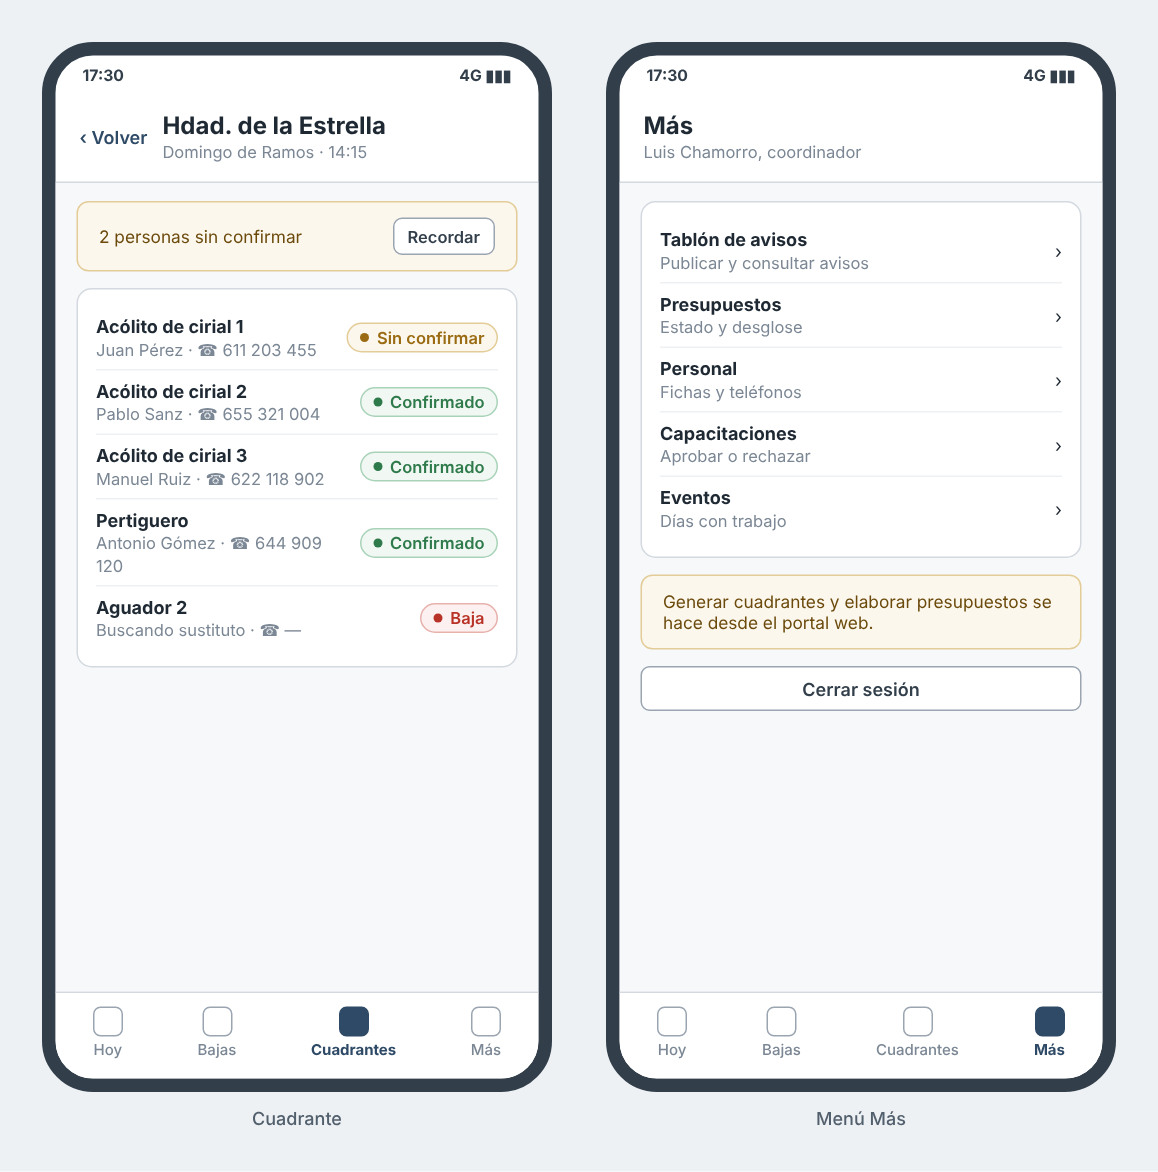 17:30
4G
‹ Volver
Hdad. de la Estrella
Domingo de Ramos · 14:15
2 personas sin confirmar
Recordar
Acólito de cirial 1
Juan Pérez · ☎ 611 203 455
Sin confirmar
Acólito de cirial 2
Pablo Sanz · ☎ 655 321 004
Confirmado
Acólito de cirial 3
Manuel Ruiz · ☎ 622 118 902
Confirmado
Pertiguero
Antonio Gómez · ☎ 644 909
120
Confirmado
Aguador 2
Buscando sustituto · ☎ —
Baja
Hoy
Bajas
Cuadrantes
Más
Cuadrante
17:30
4G
Más
Luis Chamorro, coordinador
Tablón de avisos
Publicar y consultar avisos
›
Presupuestos
Estado y desglose
›
Personal
Fichas y teléfonos
›
Capacitaciones
Aprobar o rechazar
›
Eventos
Días con trabajo
›
Generar cuadrantes y elaborar presupuestos se
hace desde el portal web.
Cerrar sesión
Hoy
Bajas
Cuadrantes
Más
Menú Más